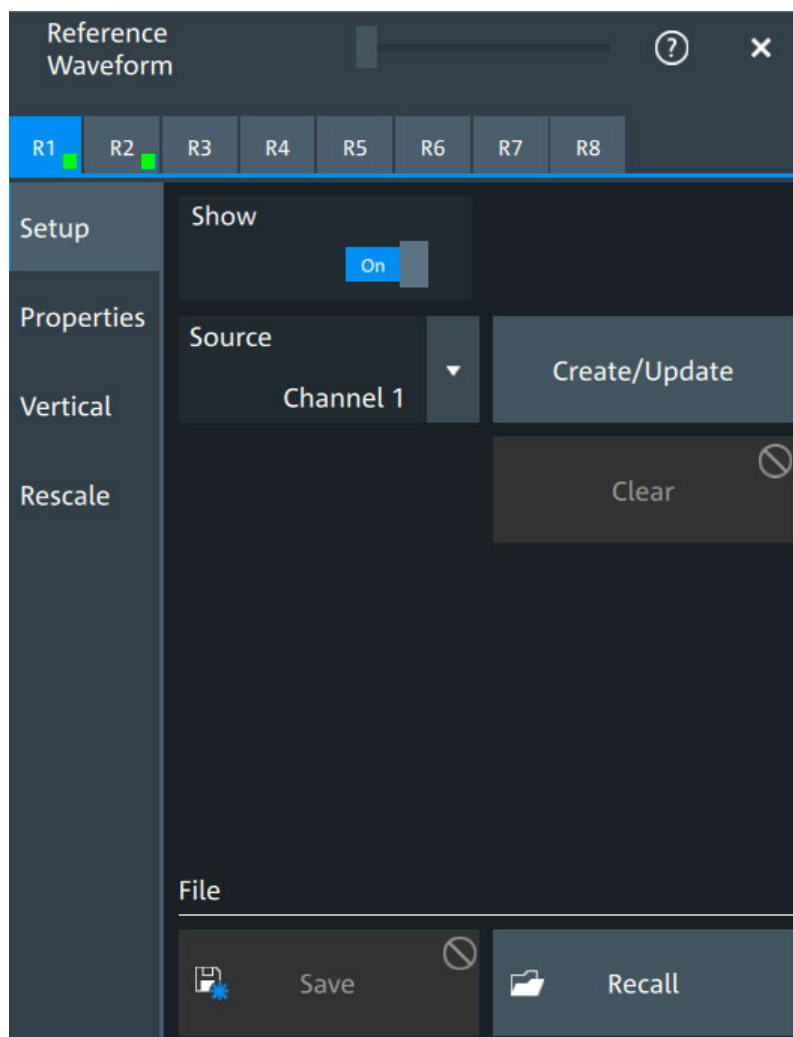 Reference
Waveform
?
R1 R2 R3 R4 R5 R6 R7 R8
Setup
Show
On
Properties
Source
Channel 1
Create/Update
Vertical
Clear
Rescale
File
Save
Recall